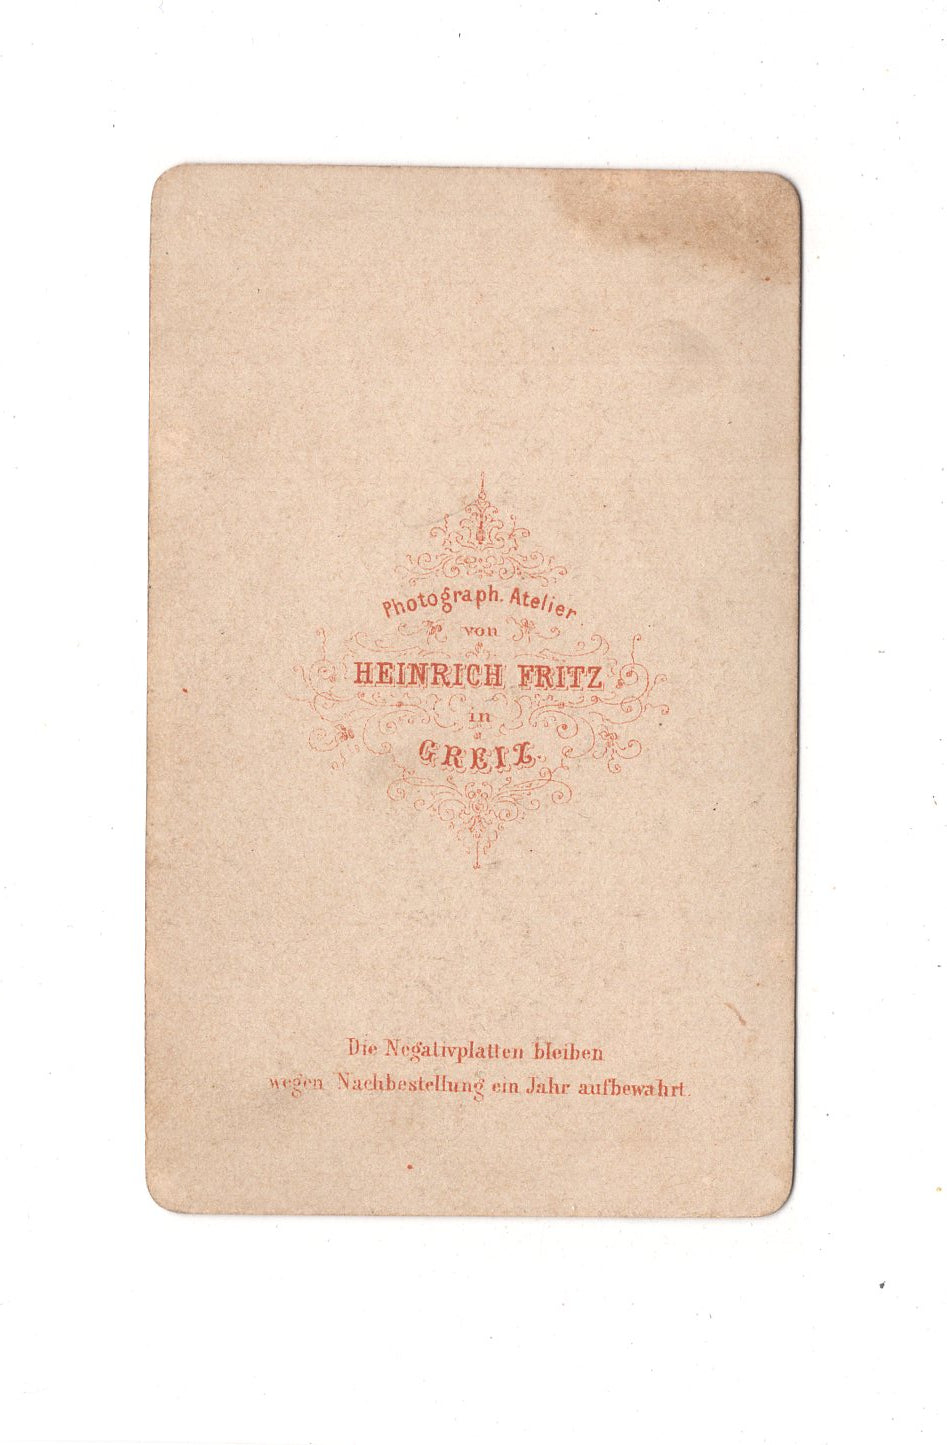 Photograph. Atelier
von
HEINRICH FRITZ
in
GREIZ.
Die Negativplatten bleiben
wegen Nachbestellung ein Jahr aufbewahrt.